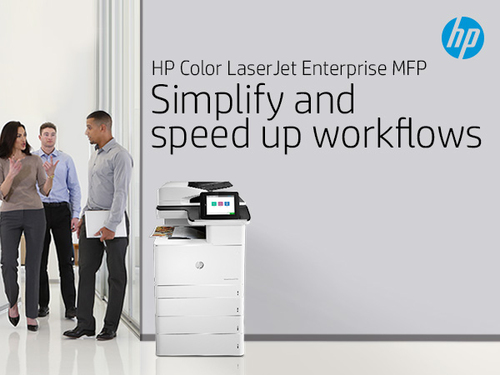 hp
HP Color LaserJet Enterprise MFP
Simplify and
speed up workflows